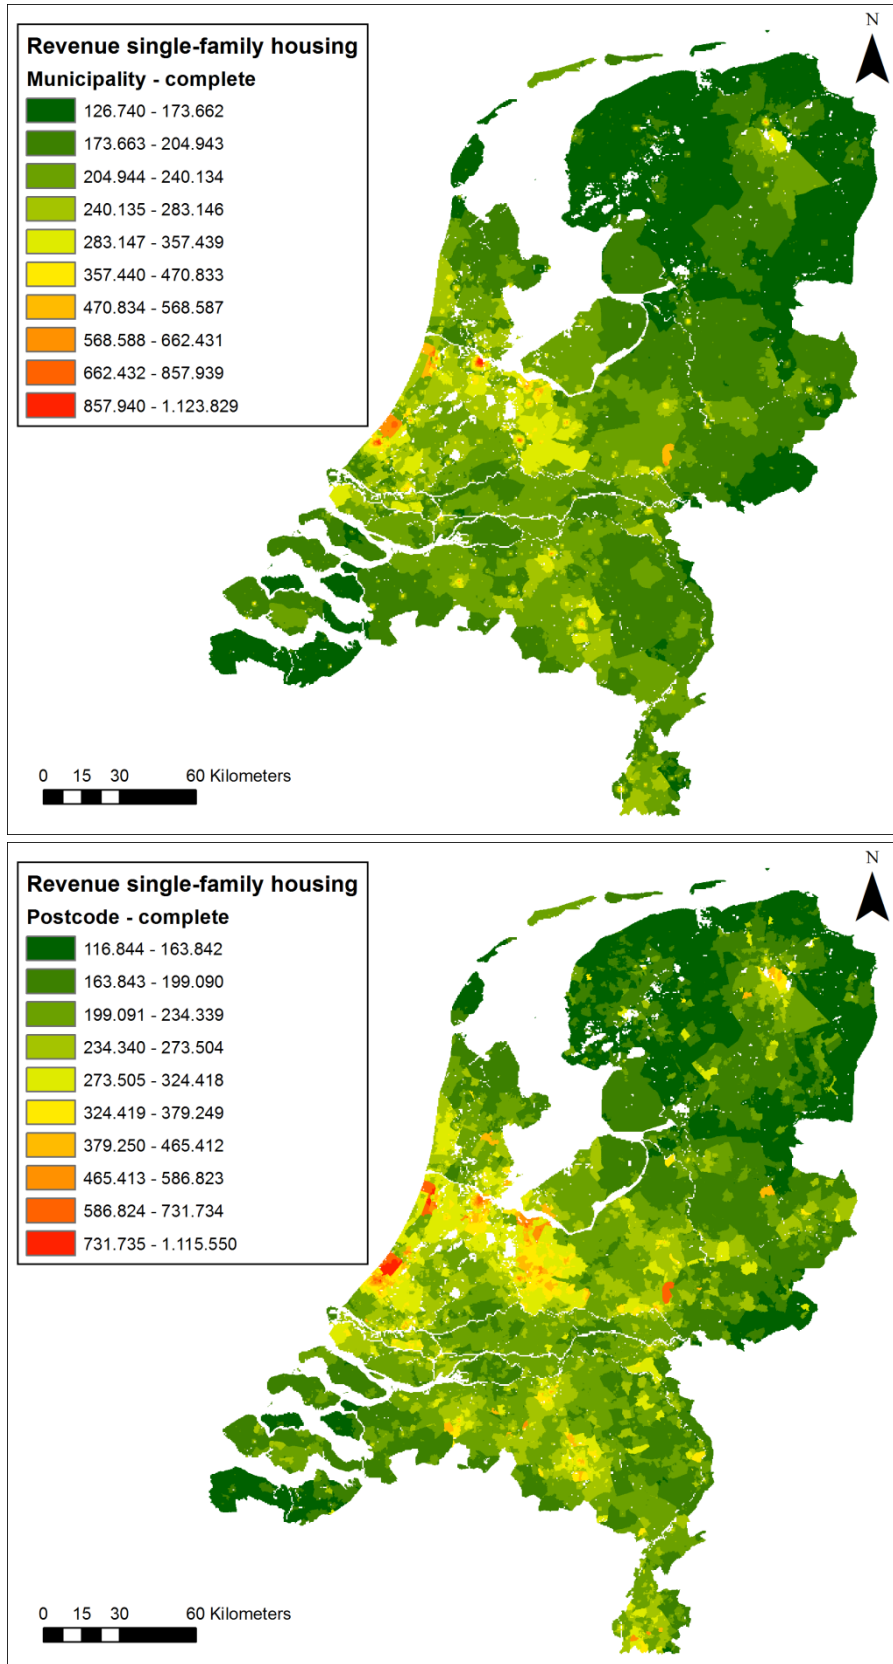 Revenue single-family housing
Municipality - complete
126.740 - 173.662
173.663 - 204.943
204.944 - 240.134
240.135 - 283.146
283.147 - 357.439
357.440 - 470.833
470.834 - 568.587
568.588 - 662.431
662.432 - 857.939
857.940 - 1.123.829
N
0 15 30 60 Kilometers
Revenue single-family housing
Postcode - complete
116.844 - 163.842
163.843 - 199.090
199.091 - 234.339
234.340 - 273.504
273.505 - 324.418
324.419 - 379.249
379.250 - 465.412
465.413 - 586.823
586.824 - 731.734
731.735 - 1.115.550
N
0 15 30 60 Kilometers